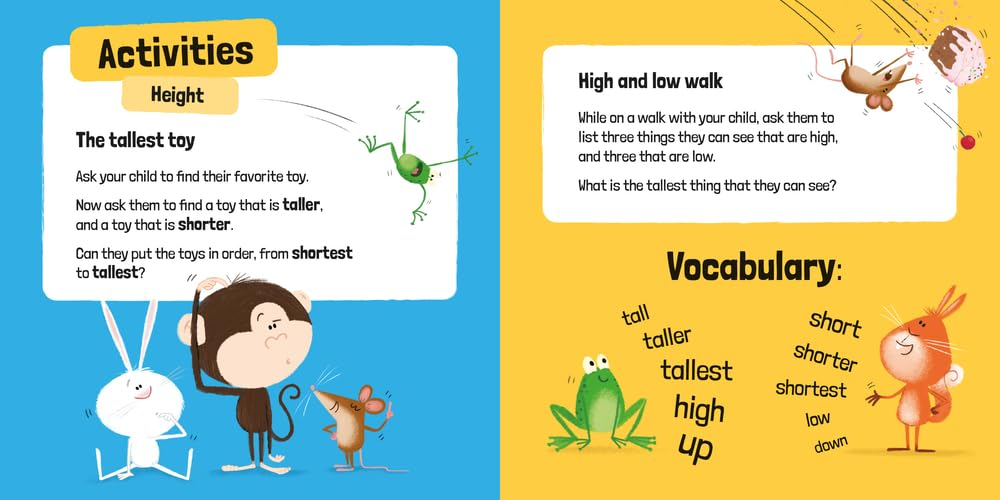 Activities
Height
The tallest toy
Ask your child to find their favorite toy.
Now ask them to find a toy that is taller,
and a toy that is shorter.
Can they put the toys in order, from shortest
to tallest?
High and low walk
While on a walk with your child, ask them to
list three things they can see that are high,
and three that are low.
What is the tallest thing that they can see?
Vocabulary:
tall
taller
tallest
high
up
short
shorter
shortest
low
down